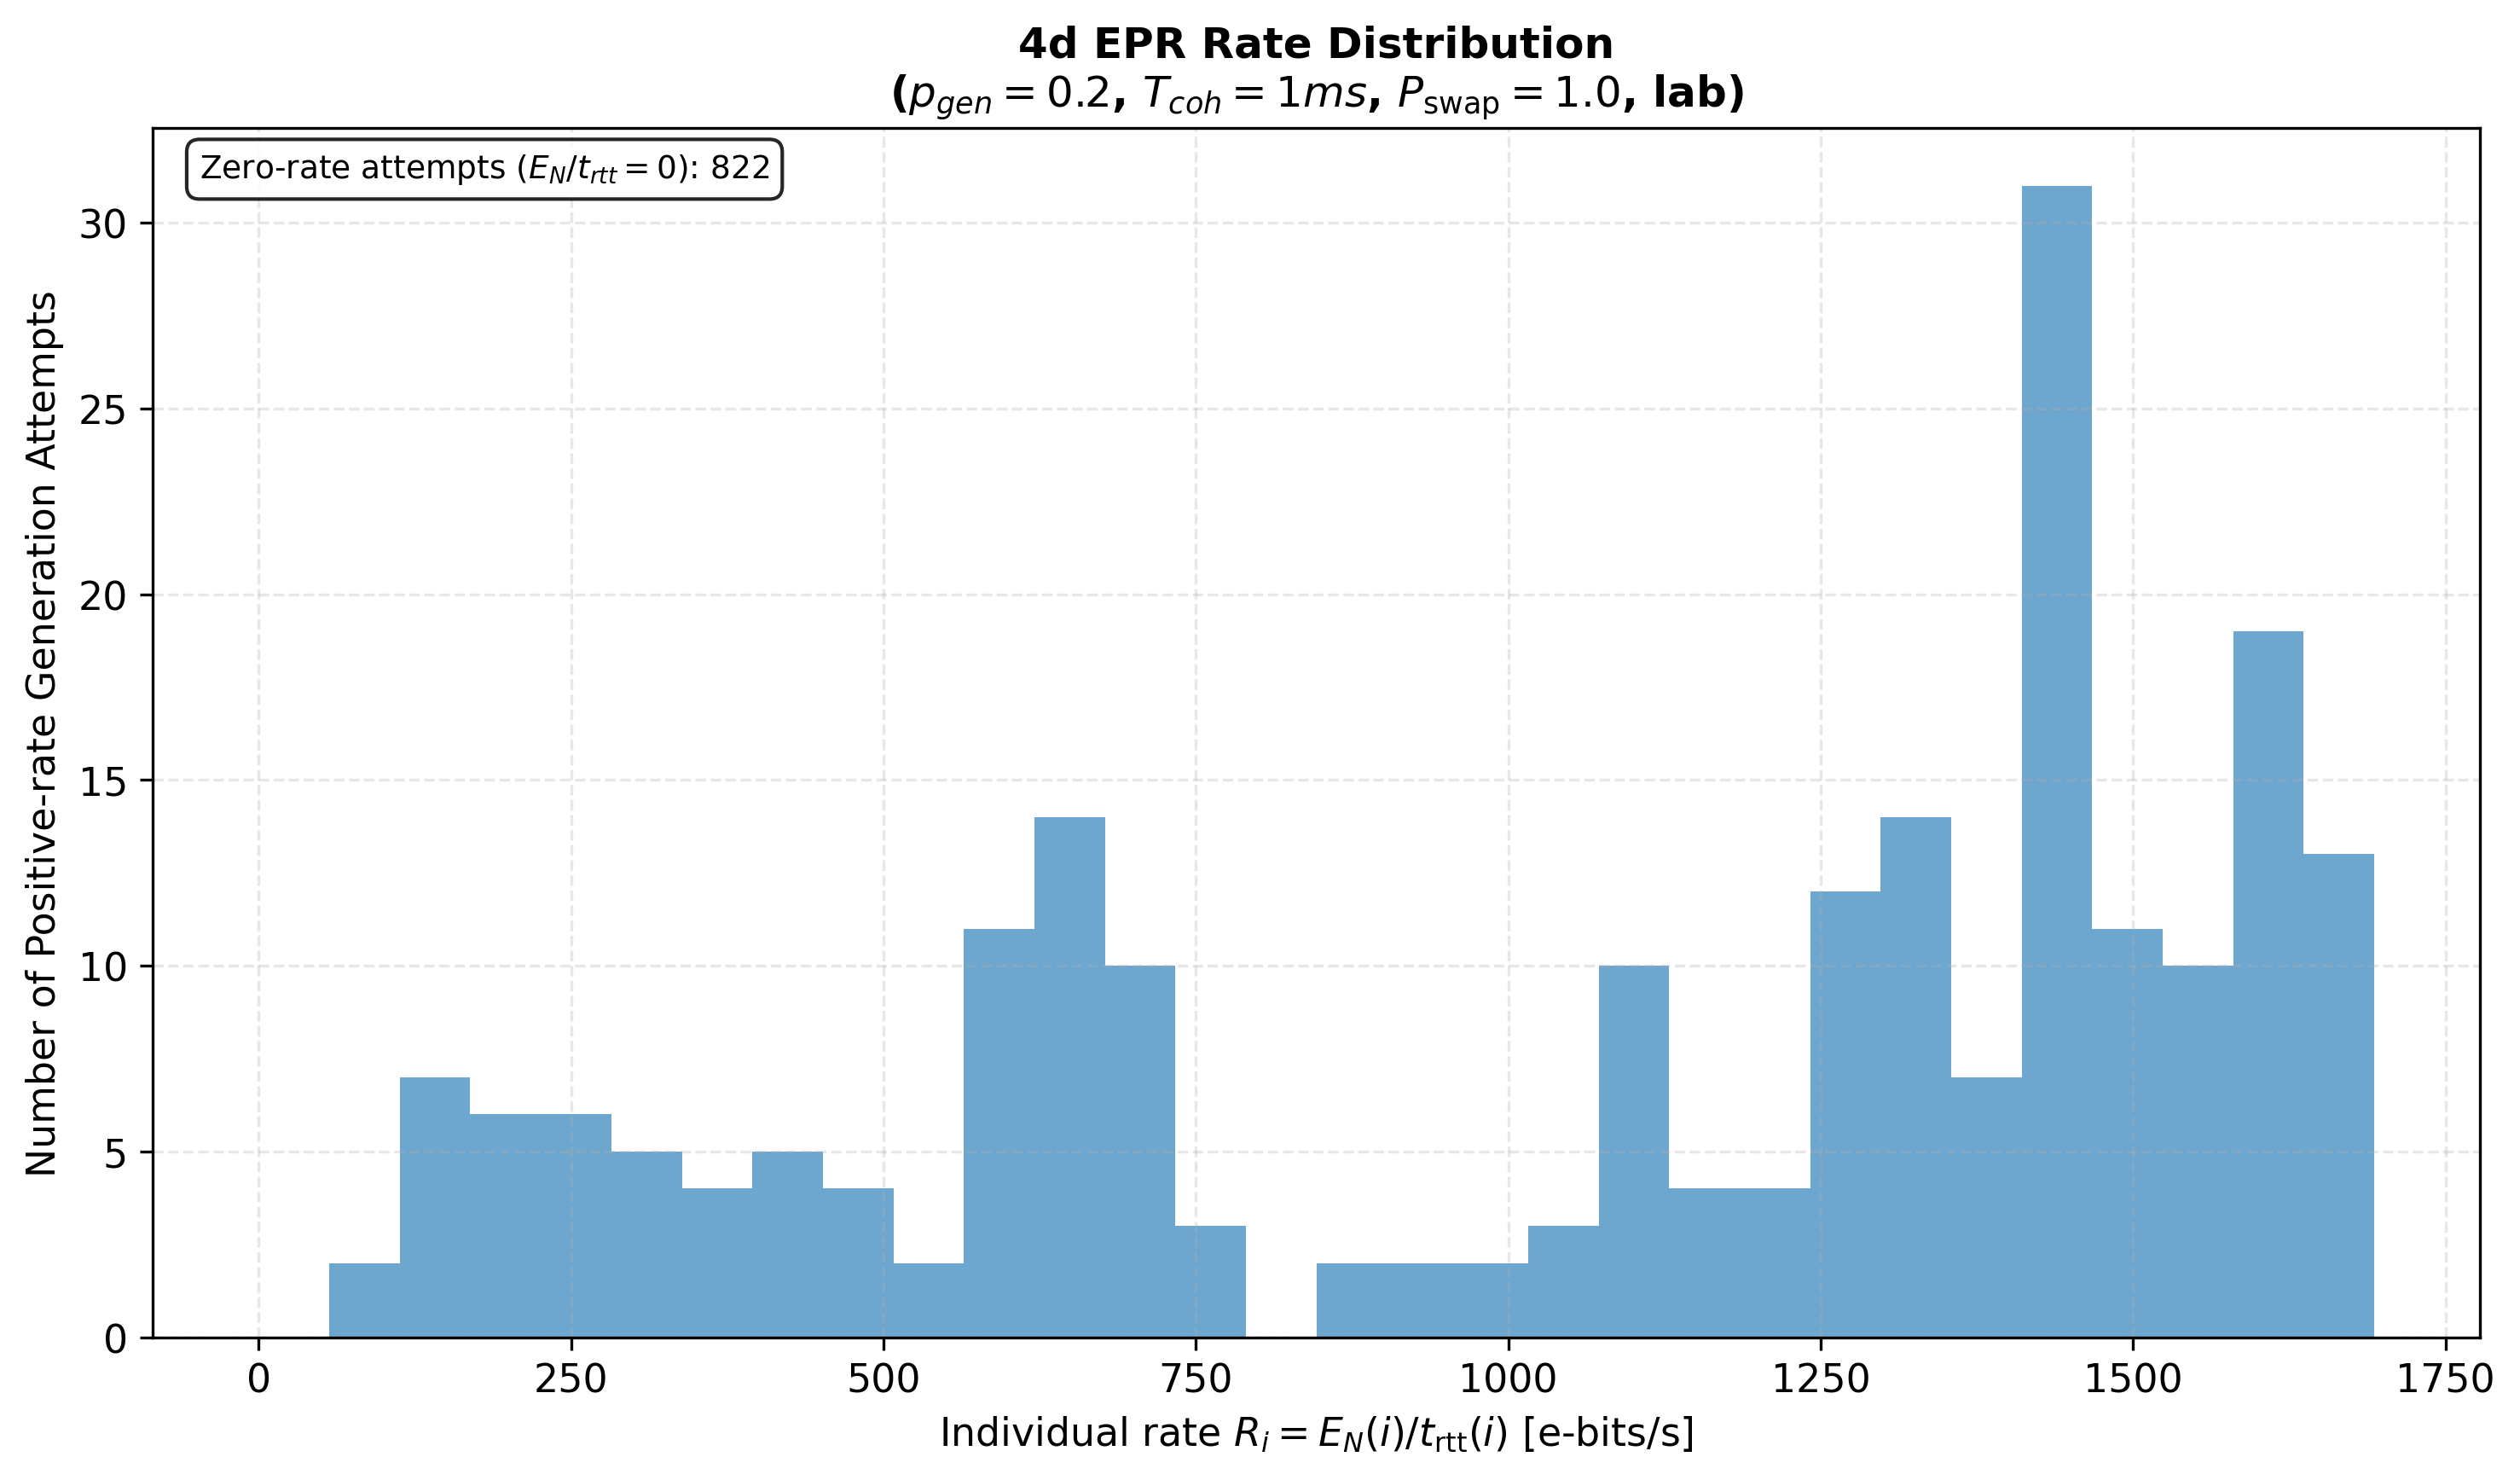 4d EPR Rate Distribution
(p_gen = 0.2, T_coh = 1ms, P_swap = 1.0, lab)
Zero-rate attempts (E_N/t_rtt = 0): 822
Number of Positive-rate Generation Attempts
30
25
20
15
10
5
0
0 250 500 750 1000 1250 1500 1750
Individual rate R_i = E_N(i)/t_rtt(i) [e-bits/s]